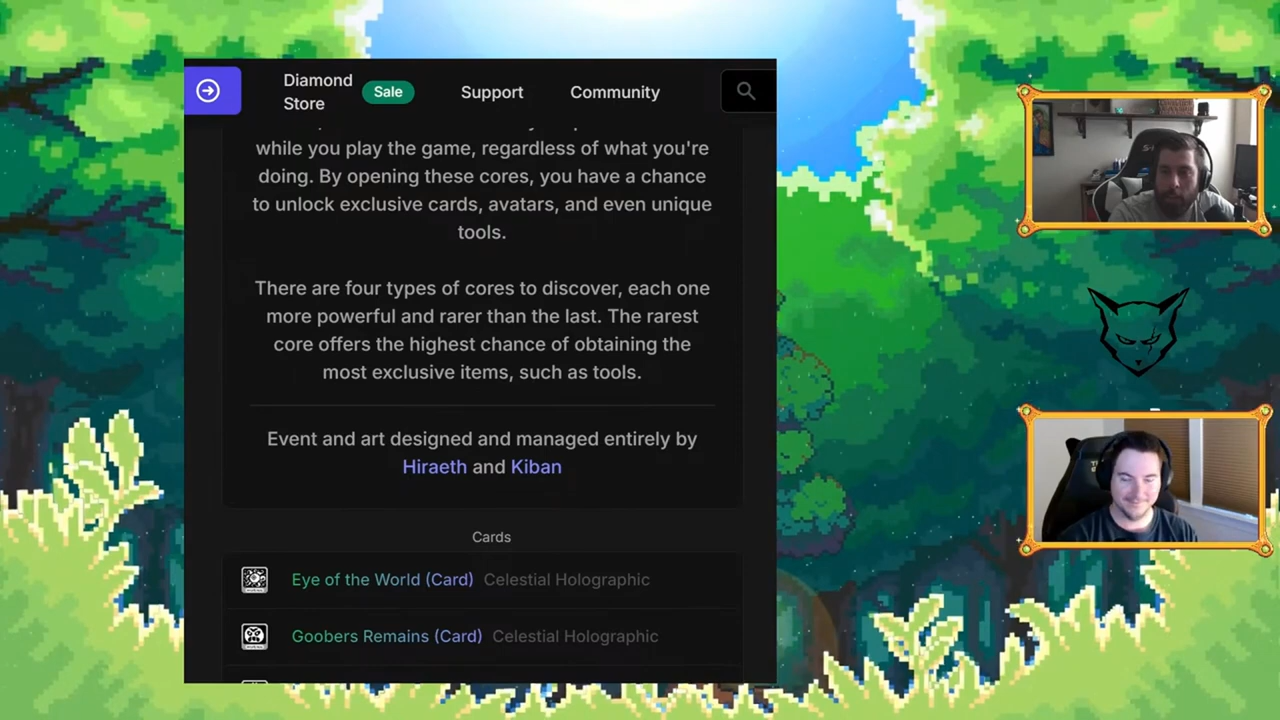 Diamond
Store
Sale
Support
Community
while you play the game, regardless of what you're
doing. By opening these cores, you have a chance
to unlock exclusive cards, avatars, and even unique
tools.
There are four types of cores to discover, each one
more powerful and rarer than the last. The rarest
core offers the highest chance of obtaining the
most exclusive items, such as tools.
Event and art designed and managed entirely by
Hiraeth and Kiban
Cards
Eye of the World (Card) Celestial Holographic
Goobers Remains (Card) Celestial Holographic